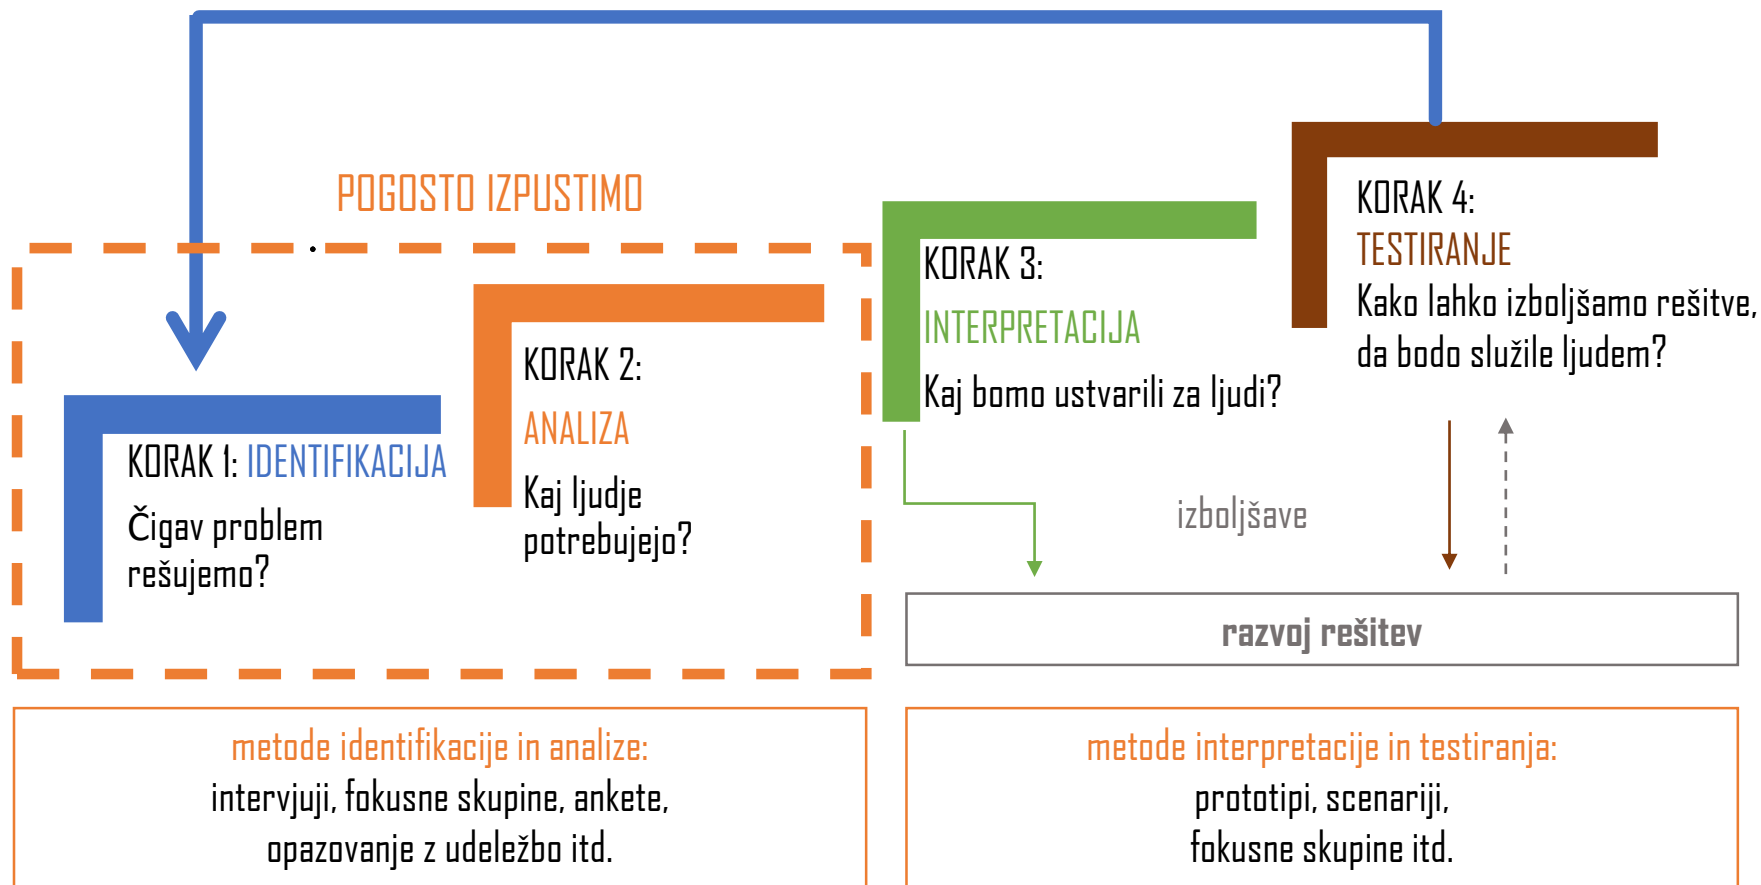 POGOSTO IZPUSTIMO
KORAK 1: IDENTIFIKACIJA
Čigav problem
rešujemo?
KORAK 2:
ANALIZA
Kaj ljudje
potrebujejo?
KORAK 3:
INTERPRETACIJA
Kaj bomo ustvarili za ljudi?
KORAK 4:
TESTIRANJE
Kako lahko izboljšamo rešitve,
da bodo služile ljudem?
izboljšave
razvoj rešitev
metode identifikacije in analize:
intervjuji, fokusne skupine, ankete,
opazovanje z udeležbo itd.
metode interpretacije in testiranja:
prototipi, scenariji,
fokusne skupine itd.